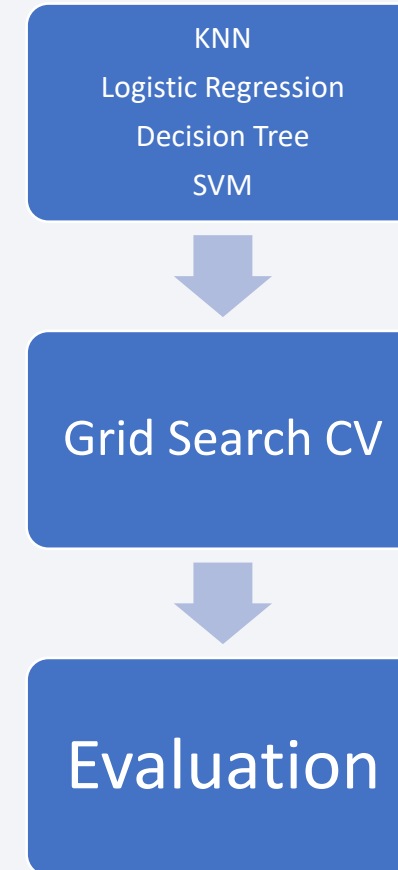 KNN
Logistic Regression
Decision Tree
SVM
Grid Search CV
Evaluation